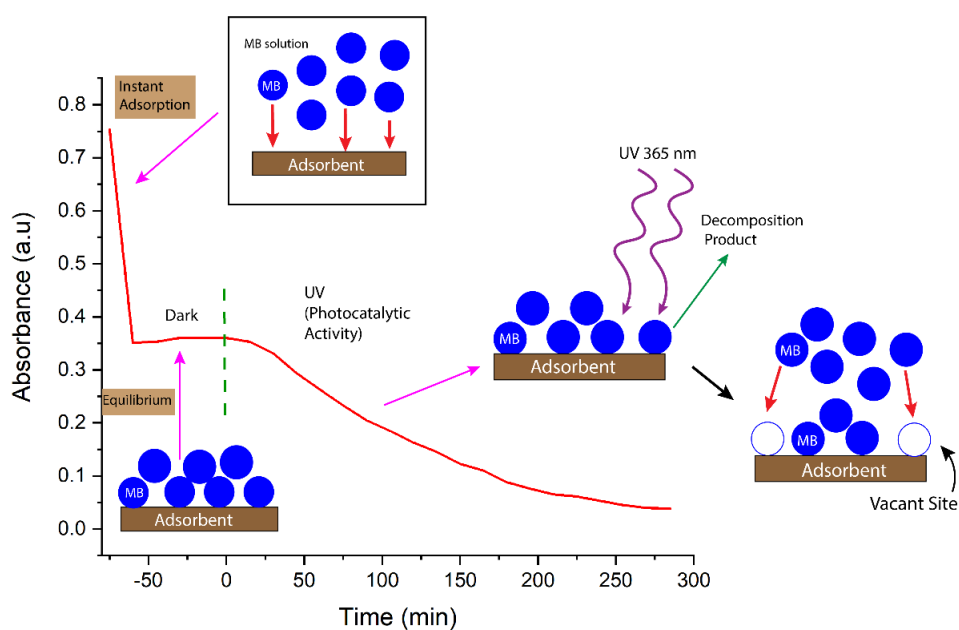 MB solution
MB
Adsorbent
Instant
Adsorption
0.8
0.7
0.6
0.5
0.4
0.3
0.2
0.1
0.0
Absorbance (a.u)
Dark
UV
(Photocatalytic
Activity)
Equilibrium
MB
Adsorbent
UV 365 nm
Decomposition
Product
MB
Adsorbent
MB
MB
Adsorbent
Vacant Site
-50
0
50
100
150
200
250
300
Time (min)